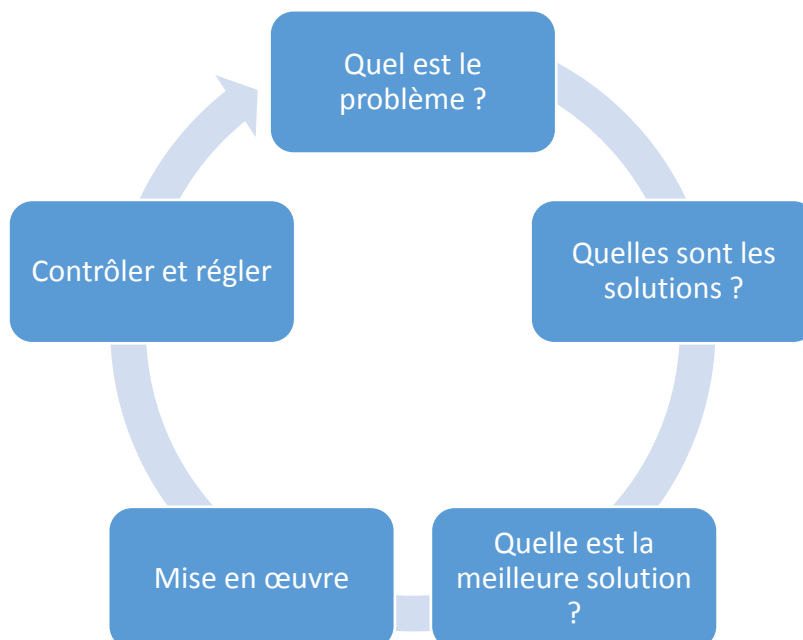 Quel est le
problème ?
Quelles sont les
solutions ?
Quelle est la
meilleure solution
?
Mise en œuvre
Contrôler et régler